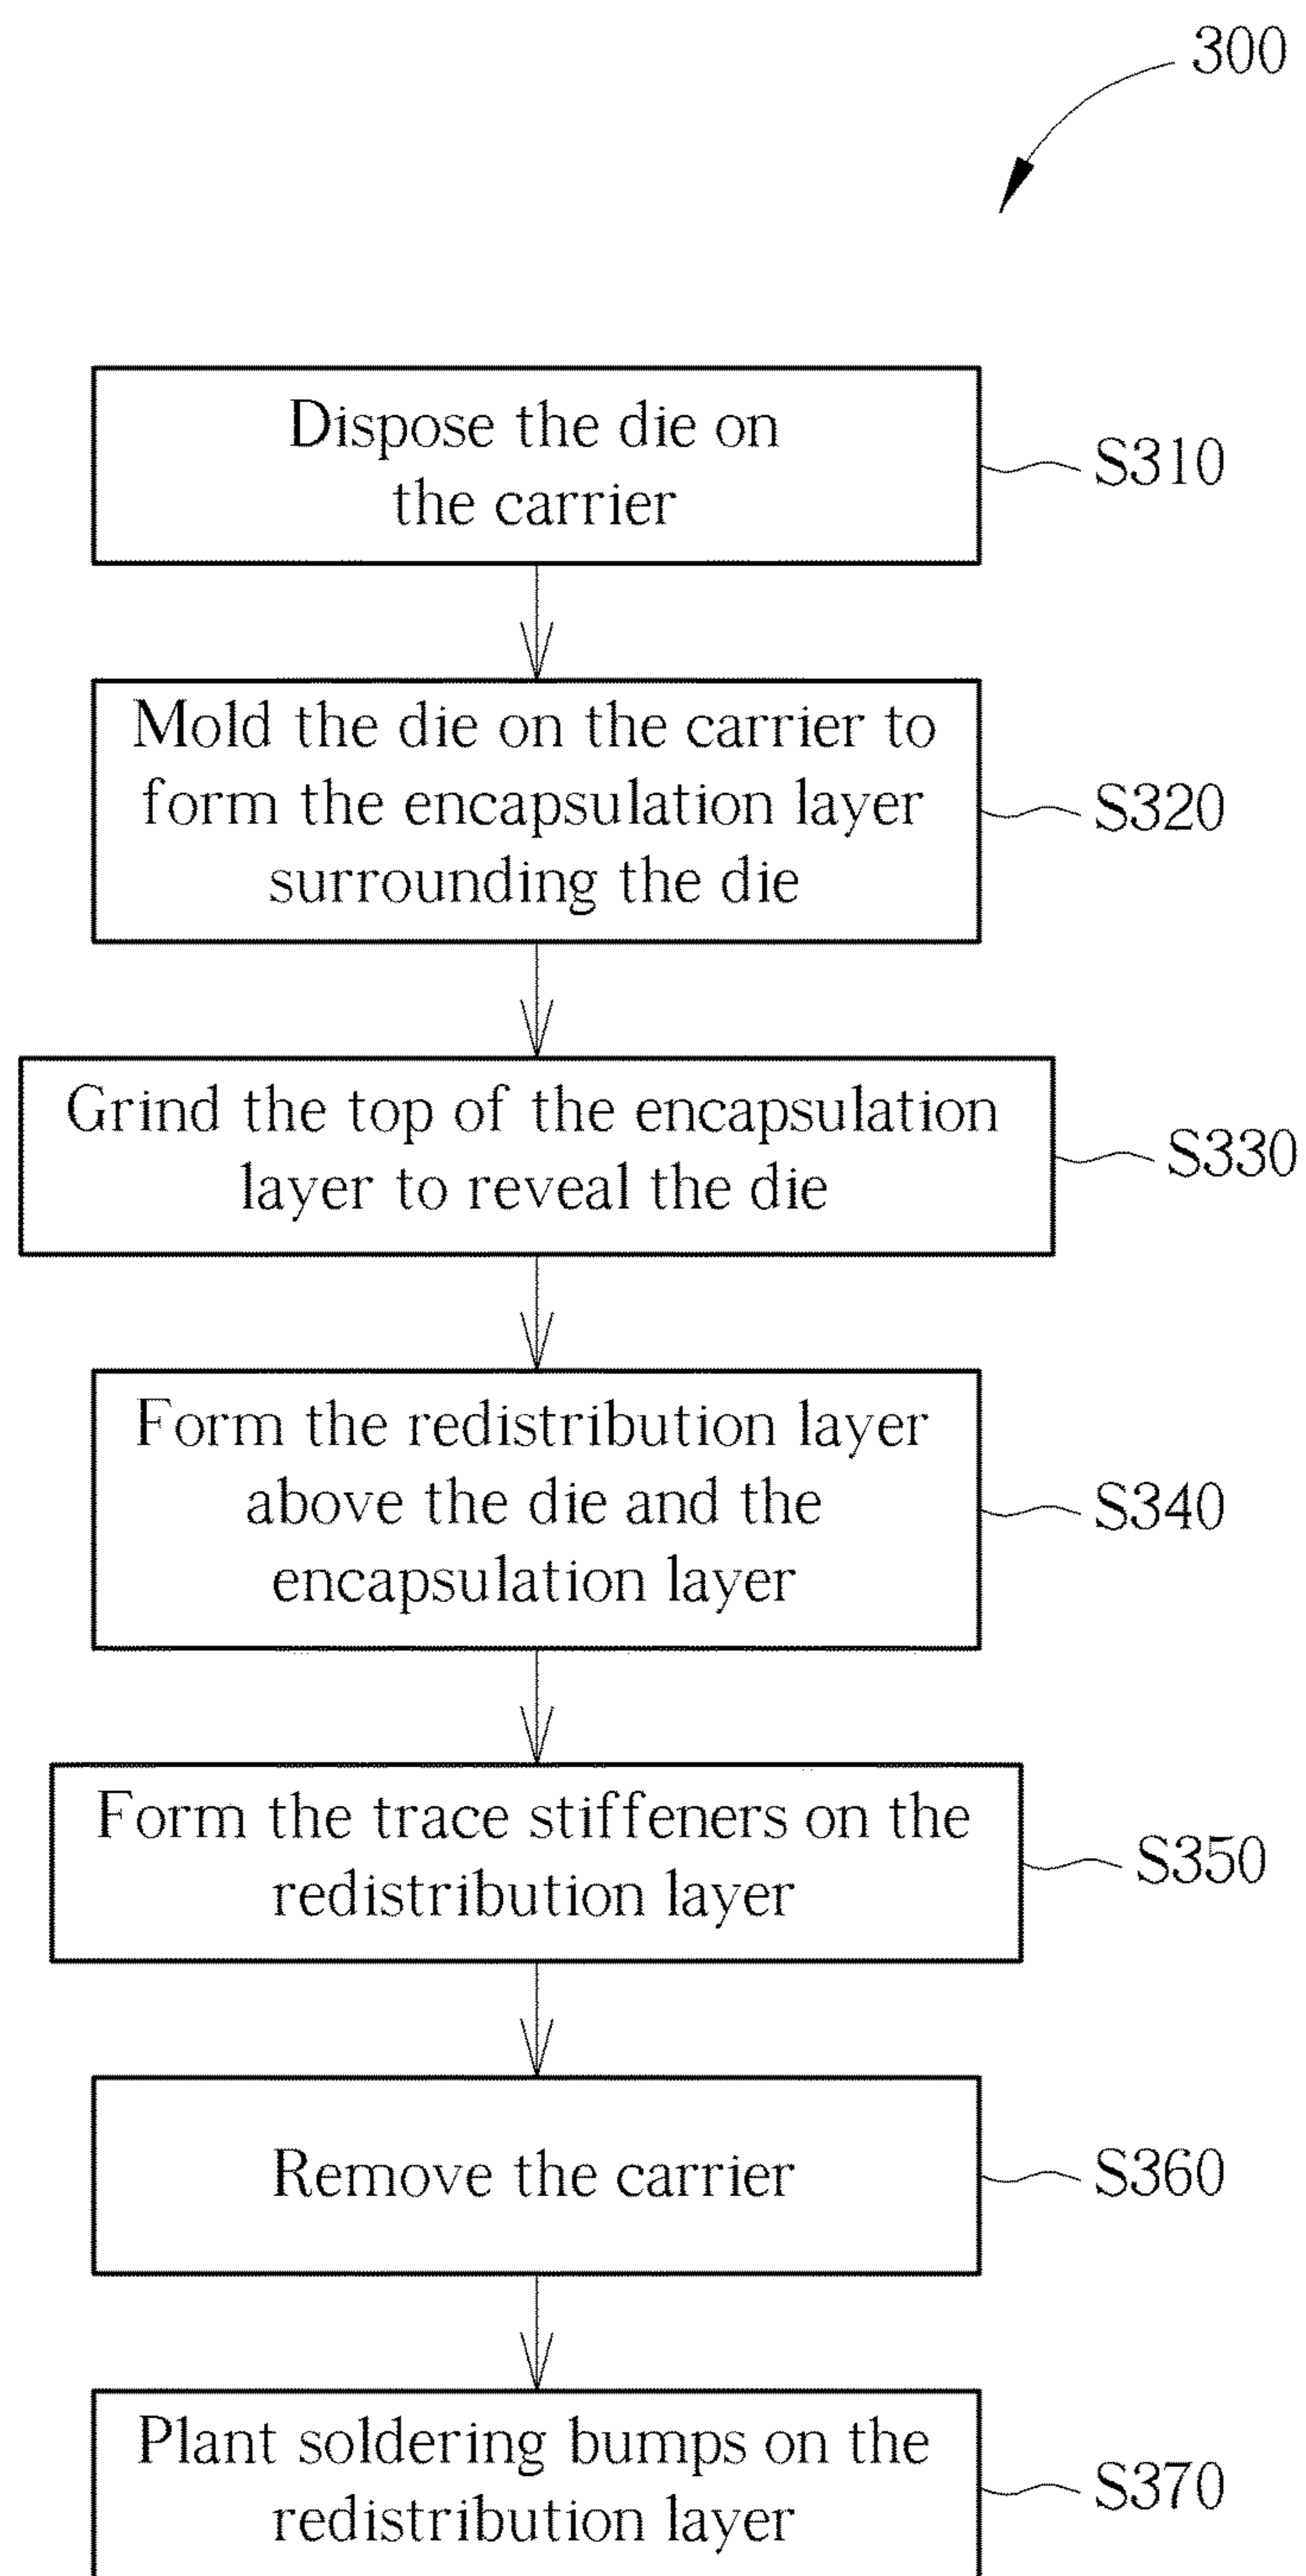 300
Dispose the die on
the carrier
S310
Mold the die on the carrier to
form the encapsulation layer
surrounding the die
S320
Grind the top of the encapsulation
layer to reveal the die
S330
Form the redistribution layer
above the die and the
encapsulation layer
S340
Form the trace stiffeners on the
redistribution layer
S350
Remove the carrier
S360
Plant soldering bumps on the
redistribution layer
S370